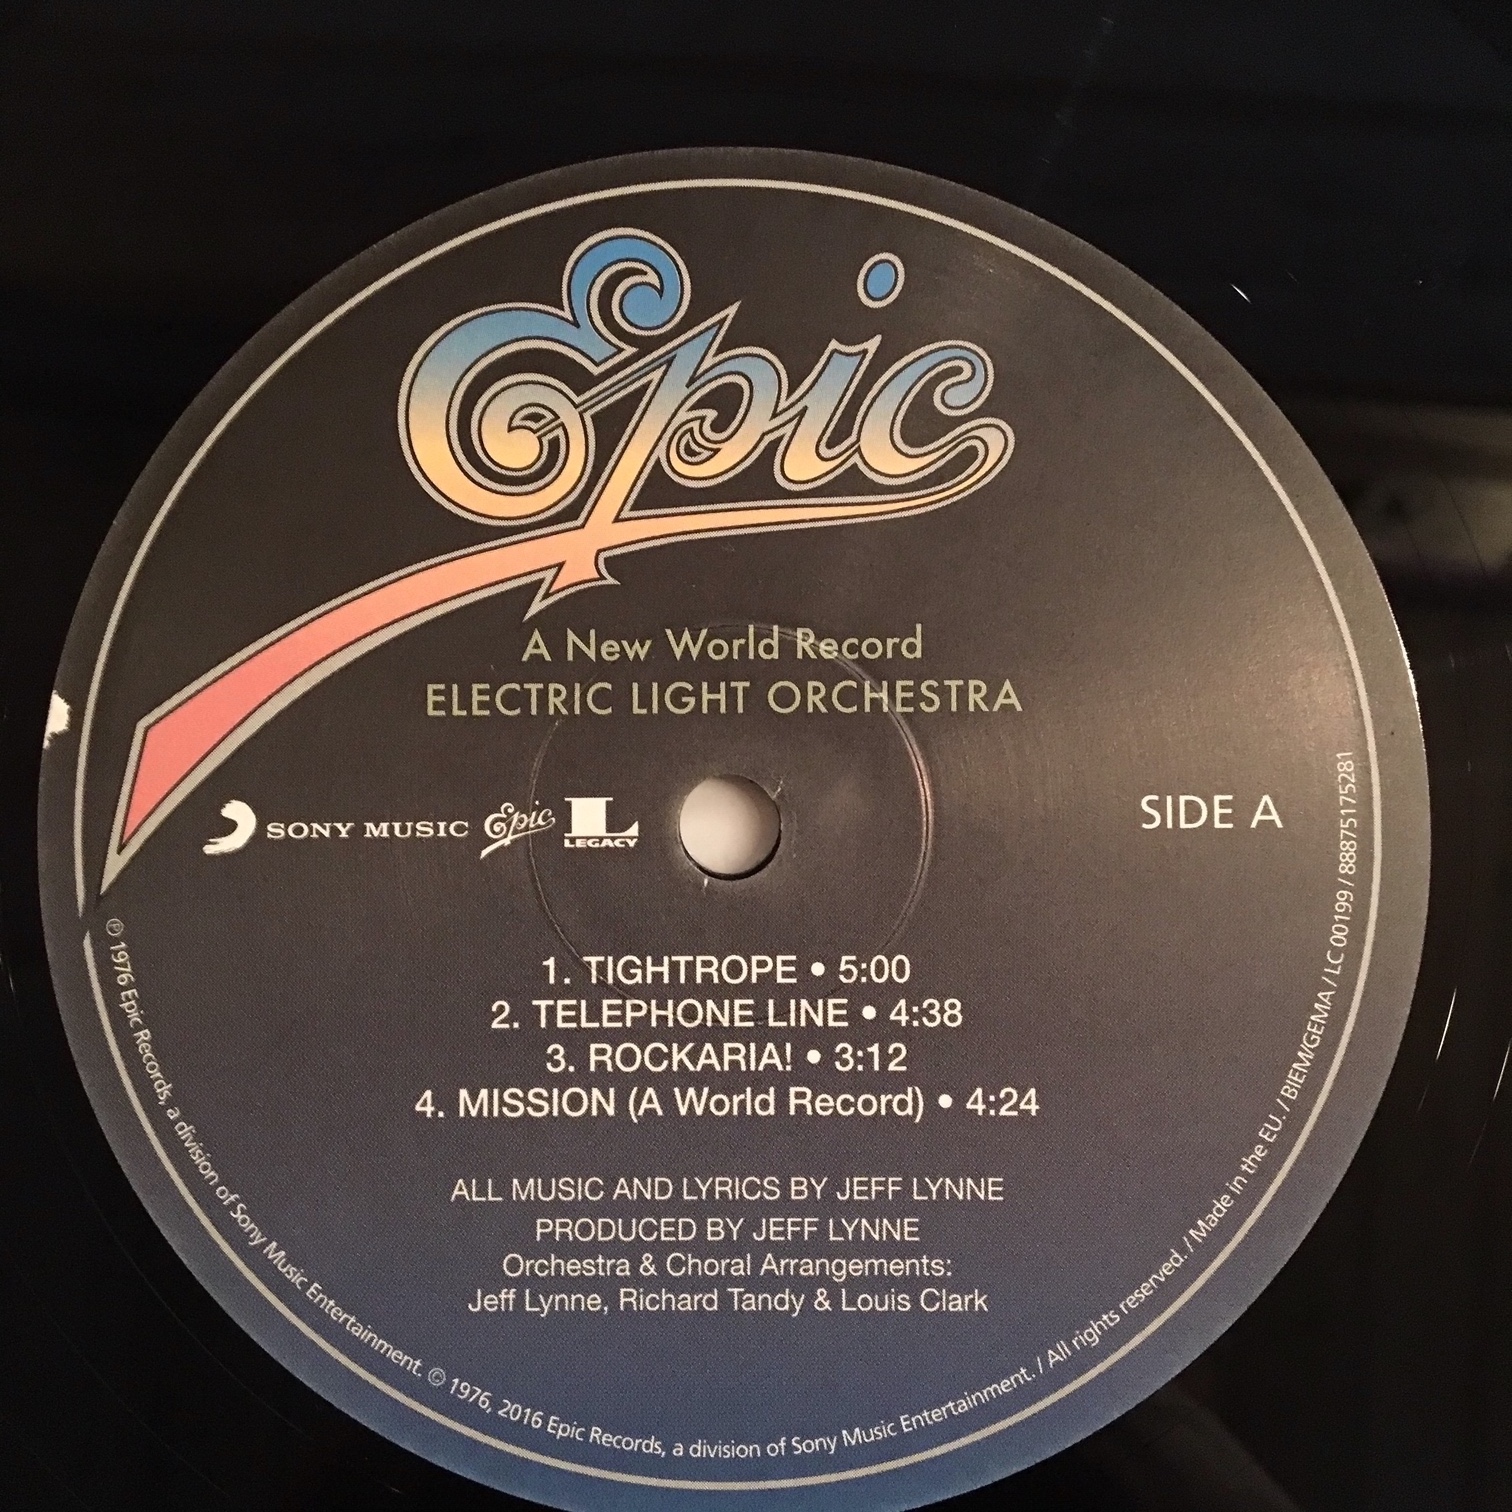 Epic
A New World Record
ELECTRIC LIGHT ORCHESTRA
SONY MUSIC Epic L LEGACY
SIDE A
1. TIGHTROPE • 5:00
2. TELEPHONE LINE • 4:38
3. ROCKARIA! • 3:12
4. MISSION (A World Record) • 4:24
ALL MUSIC AND LYRICS BY JEFF LYNNE
PRODUCED BY JEFF LYNNE
Orchestra & Choral Arrangements:
Jeff Lynne, Richard Tandy & Louis Clark
℗ 1976 Epic Records, a division of Sony Music Entertainment. © 1976, 2016 Epic Records, a division of Sony Music Entertainment. / All rights reserved. / Made in the EU. / BIEM/GEMA / LC 00199 / 88875175281